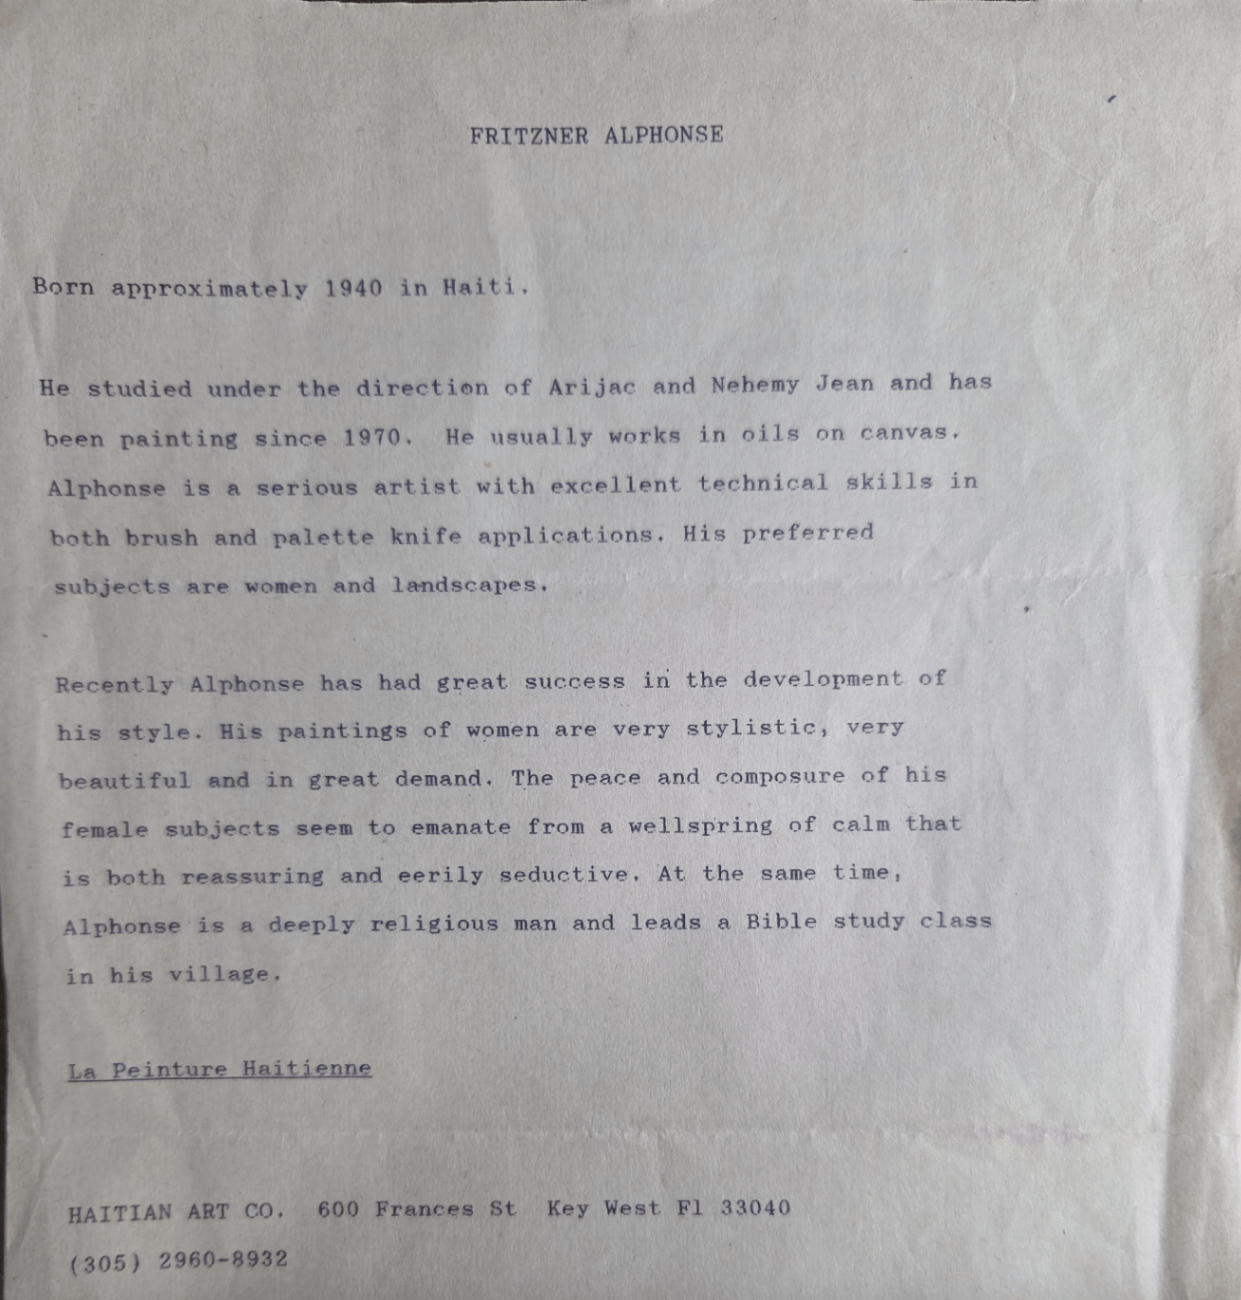 FRITZNER ALPHONSE
Born approximately 1940 in Haiti.
He studied under the direction of Arijac and Nehemy Jean and has
been painting since 1970. He usually works in oils on canvas.
Alphonse is a serious artist with excellent technical skills in
both brush and palette knife applications. His preferred
subjects are women and landscapes.
Recently Alphonse has had great success in the development of
his style. His paintings of women are very stylistic, very
beautiful and in great demand. The peace and composure of his
female subjects seem to emanate from a wellspring of calm that
is both reassuring and eerily seductive. At the same time,
Alphonse is a deeply religious man and leads a Bible study class
in his village.
La Peinture Haitienne
HAITIAN ART CO. 600 Frances St Key West Fl 33040
(305) 2960-8932